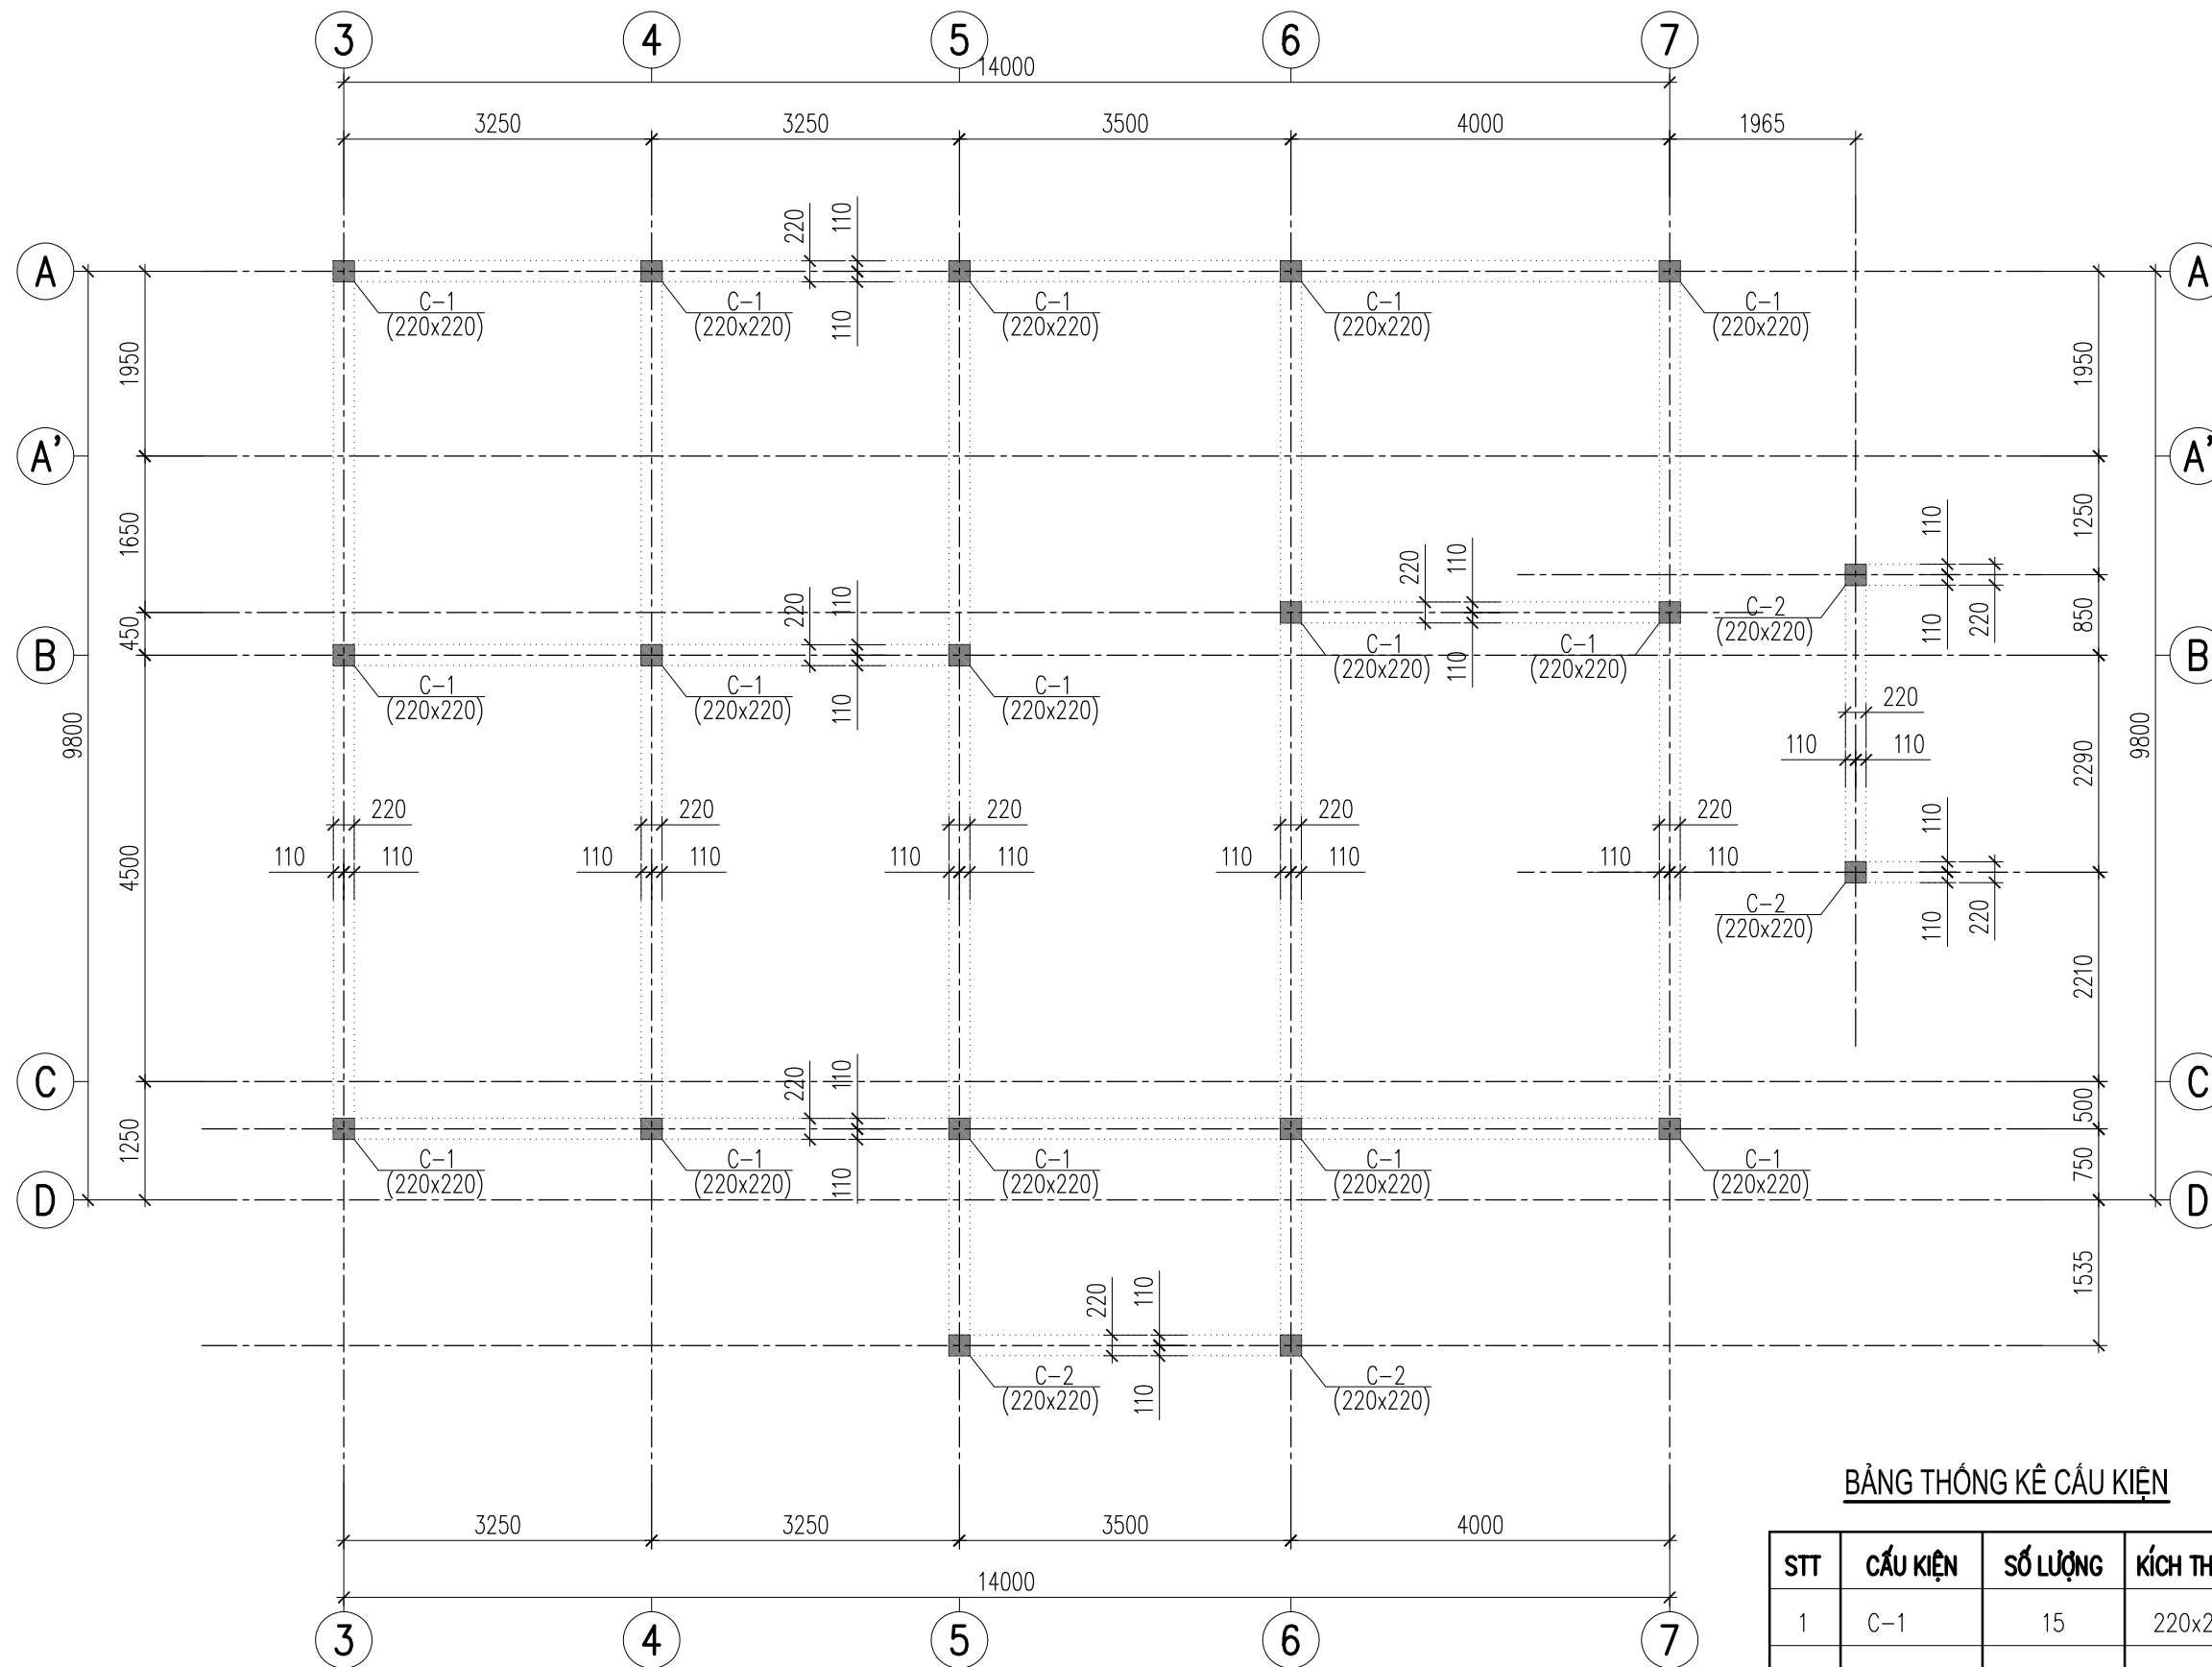 3 4 5 6 7
14000
3250 3250 3500 4000 1965
220 110
A A
C-1 C-1 C-1 C-1 C-1
(220x220) (220x220) (220x220) (220x220) (220x220)
110
1950 1950
A' A'
1650 1250
110
220 110
220 110
C-2
(220x220)
110 220
450 850
B B
C-1 C-1
(220x220) (220x220)
110
C-1 C-1 C-1
(220x220) (220x220) (220x220)
110
220
110 110
9800 9800
2290
220 220 220 220 220
110 110 110 110 110 110 110 110 110 110
4500
110
C-2
(220x220)
110 220
2210
220 110
C C
500
1250
C-1 C-1 C-1 C-1 C-1
(220x220) (220x220) (220x220) (220x220) (220x220)
110
750
D D
1535
220 110
C-2 C-2
(220x220) (220x220)
110
3250 3250 3500 4000
14000
3 4 5 6 7
BẢNG THỐNG KÊ CẤU KIỆN
STT CẤU KIỆN SỐ LƯỢNG KÍCH TH
1 C-1 15 220x2